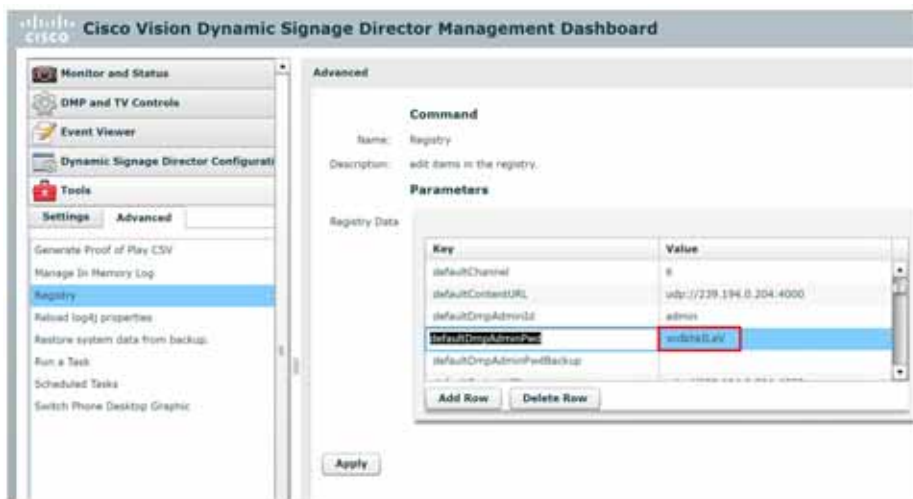 CISCO Cisco Vision Dynamic Signage Director Management Dashboard
Monitor and Status
DMP and TV Controls
Event Viewer
Dynamic Signage Director Configurati
Tools
Settings Advanced
Generate Proof of Play CSV
Manage In Memory Log
Registry
Reload log4j properties
Restore system data from backup.
Run a Task
Scheduled Tasks
Switch Phone Desktop Graphic
Advanced
Command
Name: Registry
Description: edit items in the registry.
Parameters
Registry Data
Key Value
defaultChannel
defaultContentURL udp://239.194.0.204:4000
defaultDmpAdminId admin
defaultDmpAdminPwd
defaultDmpAdminPwdBackup
Add Row Delete Row
Apply